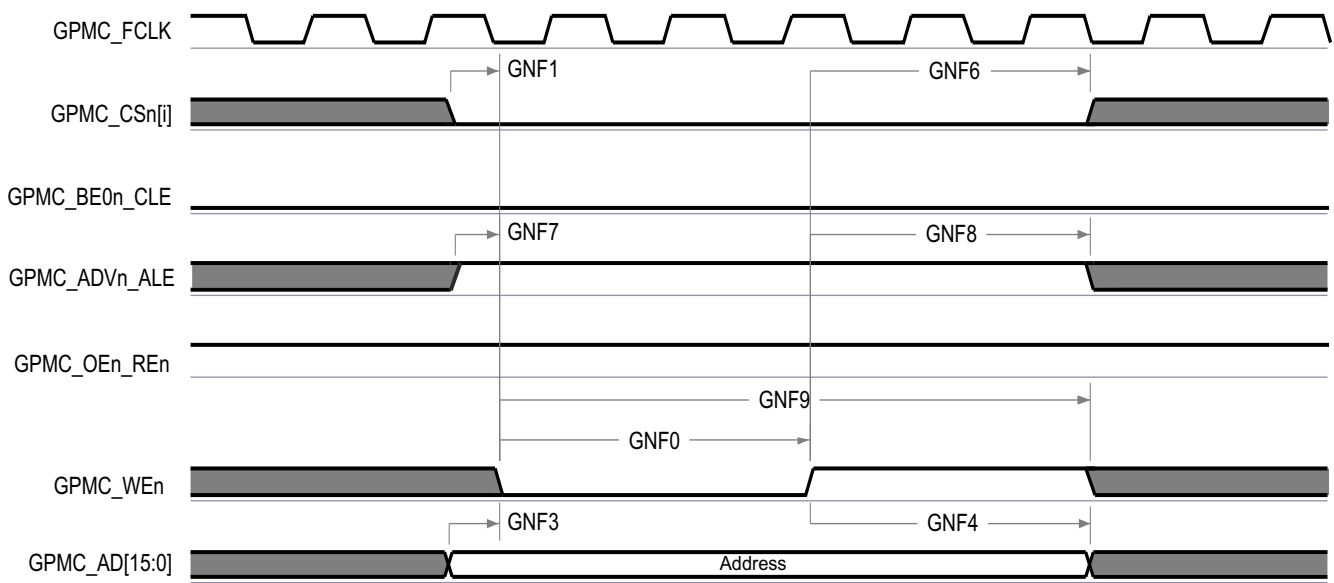 GPMC_FCLK
GNF1
GNF6
GPMC_CSn[i]
GPMC_BE0n_CLE
GNF7
GNF8
GPMC_ADVn_ALE
GPMC_OEn_REn
GNF9
GNF0
GPMC_WEn
GNF3
GNF4
GPMC_AD[15:0]
Address